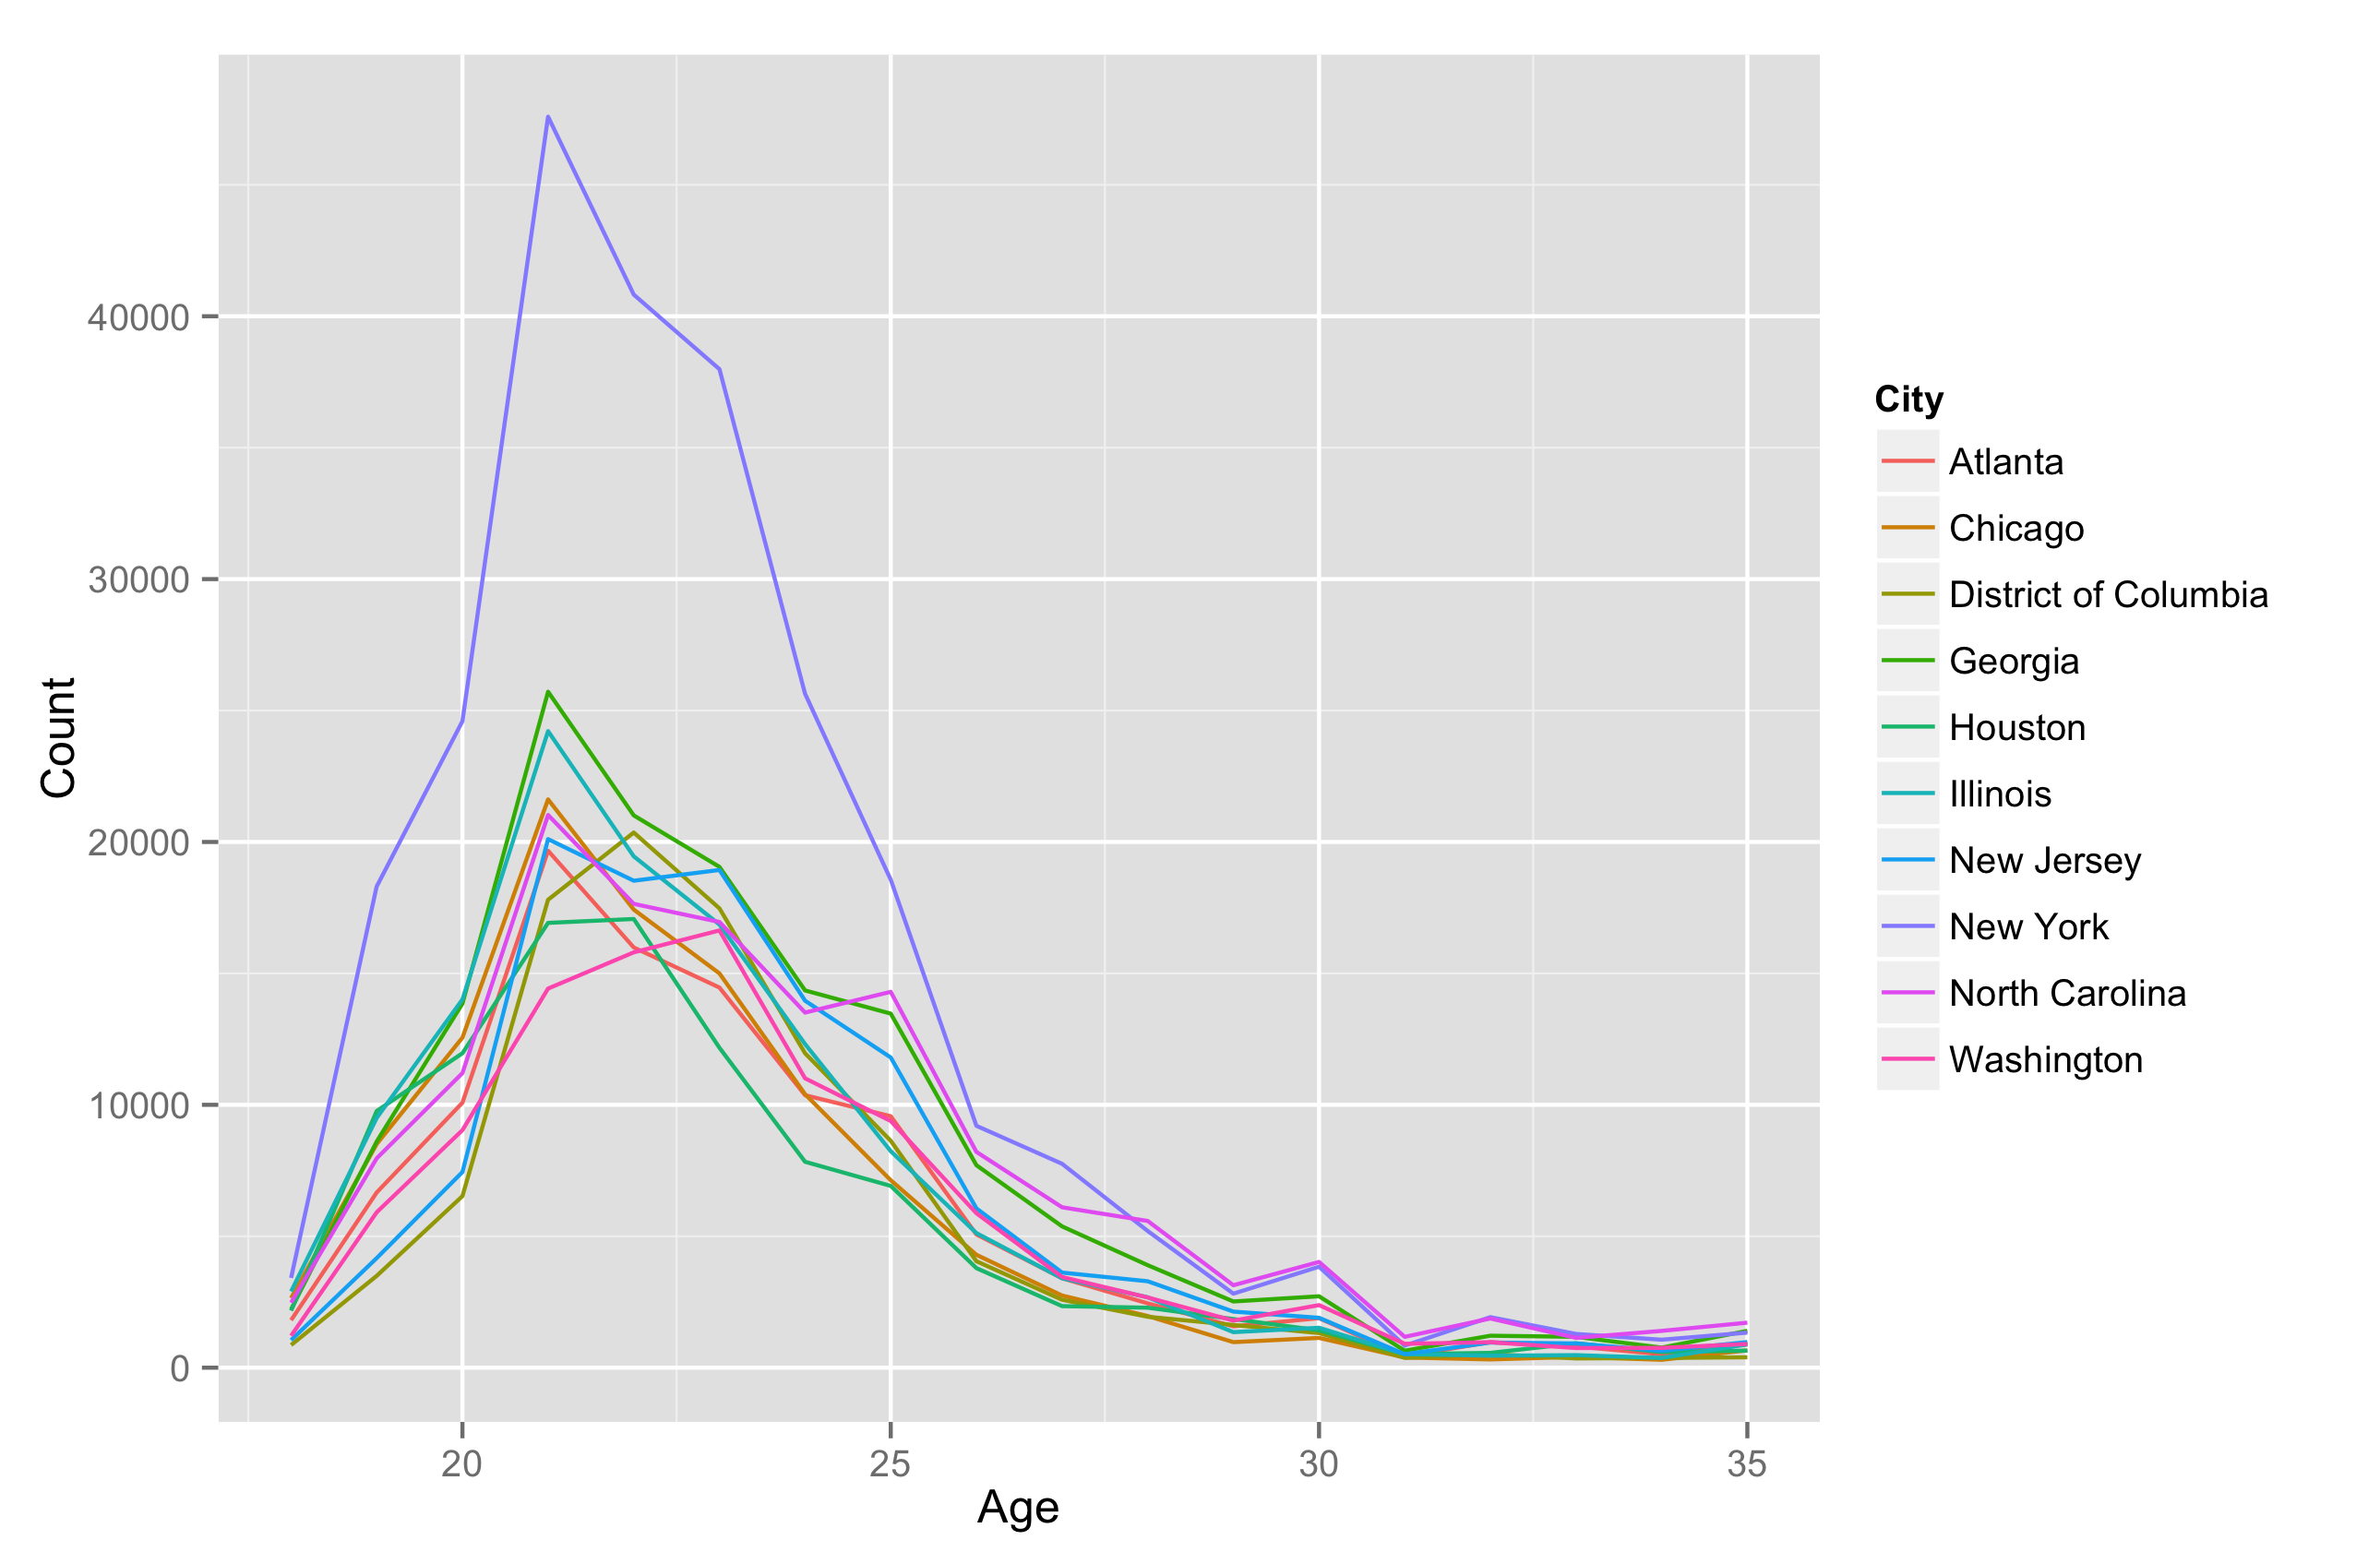 Count
40000
30000
20000
10000
0
20 25 30 35
Age
City
Atlanta
Chicago
District of Columbia
Georgia
Houston
Illinois
New Jersey
New York
North Carolina
Washington